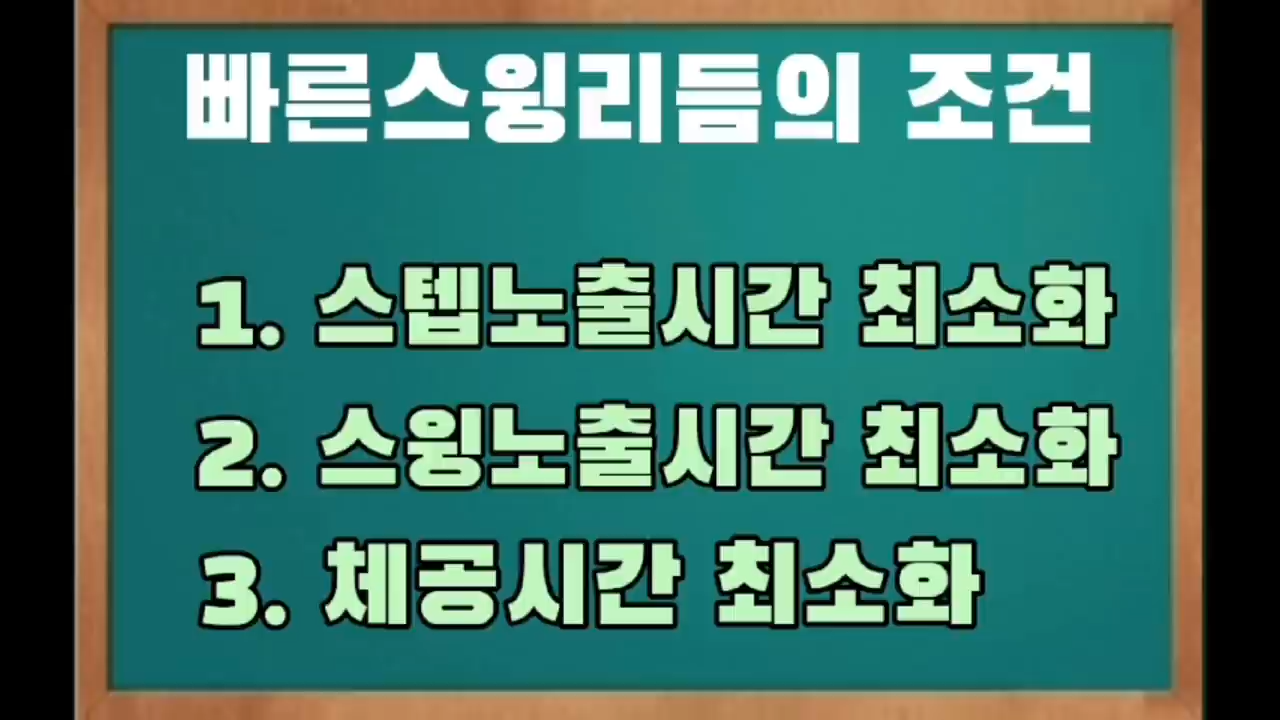 빠른스윙리듬의 조건
1. 스텝노출시간 최소화
2. 스윙노출시간 최소화
3. 체공시간 최소화